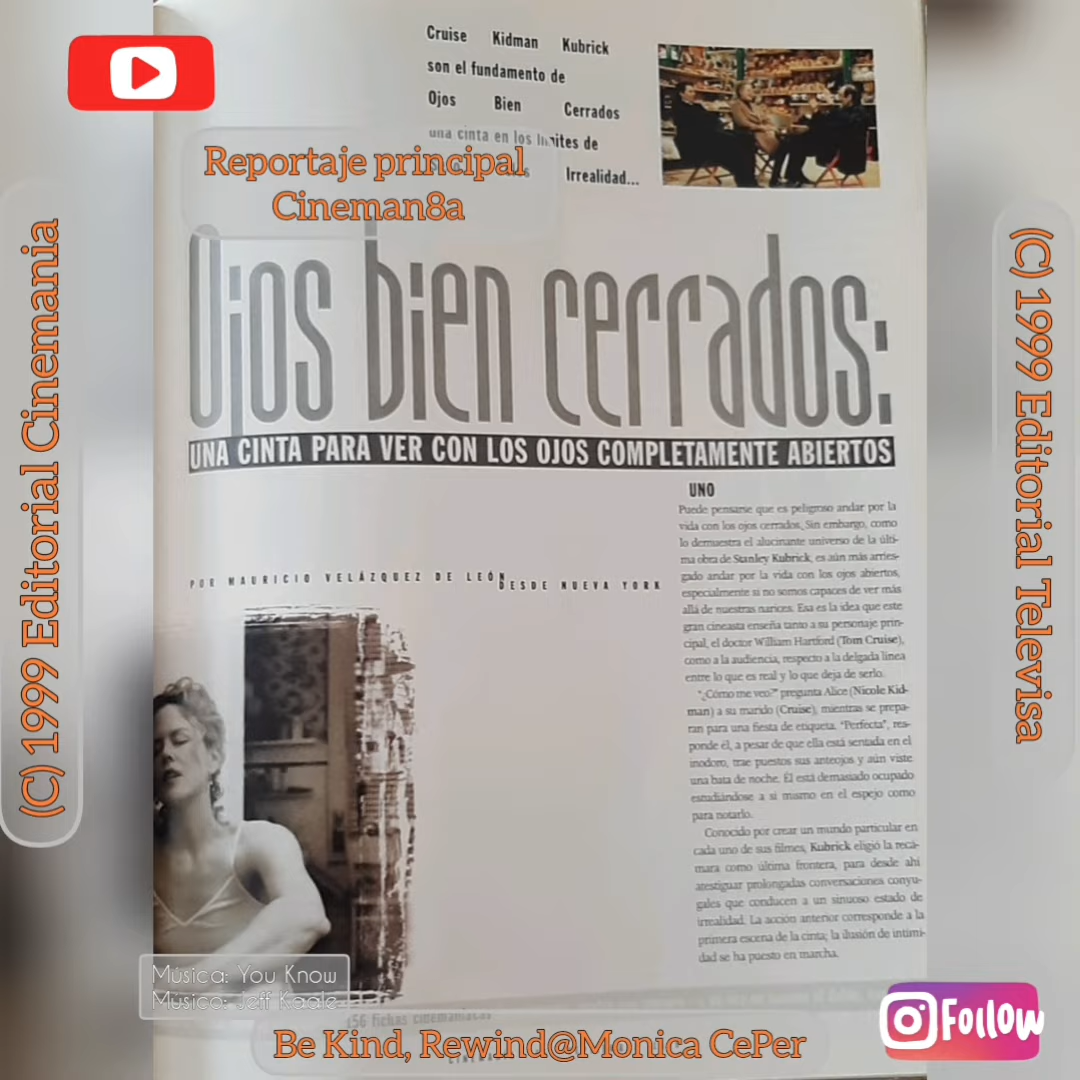 Cruise Kidman Kubrick
son el fundamento de
Ojos Bien Cerrados
una cinta en los límites de
Irrealidad...
Reportaje principal
Cineman8a
Ojos bien cerrados:
UNA CINTA PARA VER CON LOS OJOS COMPLETAMENTE ABIERTOS
POR MAURICIO VELÁZQUEZ DE LEÓN
DESDE NUEVA YORK
UNO
Puede pensarse que es peligroso andar por la
vida con los ojos cerrados. Sin embargo, como
lo demuestra el alucinante universo de la últi-
ma obra de Stanley Kubrick, es aún más arries-
gado andar por la vida con los ojos abiertos,
especialmente si no somos capaces de ver más
allá de nuestras narices. Esa es la idea que este
gran cineasta enseña tanto a su personaje prin-
cipal, el doctor William Hartford (Tom Cruise),
como a la audiencia, respecto a la delgada línea
entre lo que es real y lo que deja de serlo.
"¿Cómo me veo?" pregunta Alice (Nicole Kid-
man) a su marido (Cruise), mientras se prepa-
ran para una fiesta de etiqueta. "Perfecta", res-
ponde él, a pesar de que ella está sentada en el
inodoro, trae puestos sus anteojos y aún viste
una bata de noche. Él está demasiado ocupado
estudiándose a sí mismo en el espejo como
para notarlo.
Conocido por crear un mundo particular en
cada uno de sus filmes, Kubrick eligió la recá-
mara como última frontera, para desde ahí
atestiguar prolongadas conversaciones conyu-
gales que conducen a un sinuoso estado de
irrealidad. La acción anterior corresponde a la
primera escena de la cinta; la ilusión de intimi-
dad se ha puesto en marcha.
(C) 1999 Editorial Cinemania
(C) 1999 Editorial Televisa
Música: You Know
Músico: Jeff Kaale
156 fichas cinemaniacas
Be Kind, Rewind@Monica CePer
Follow